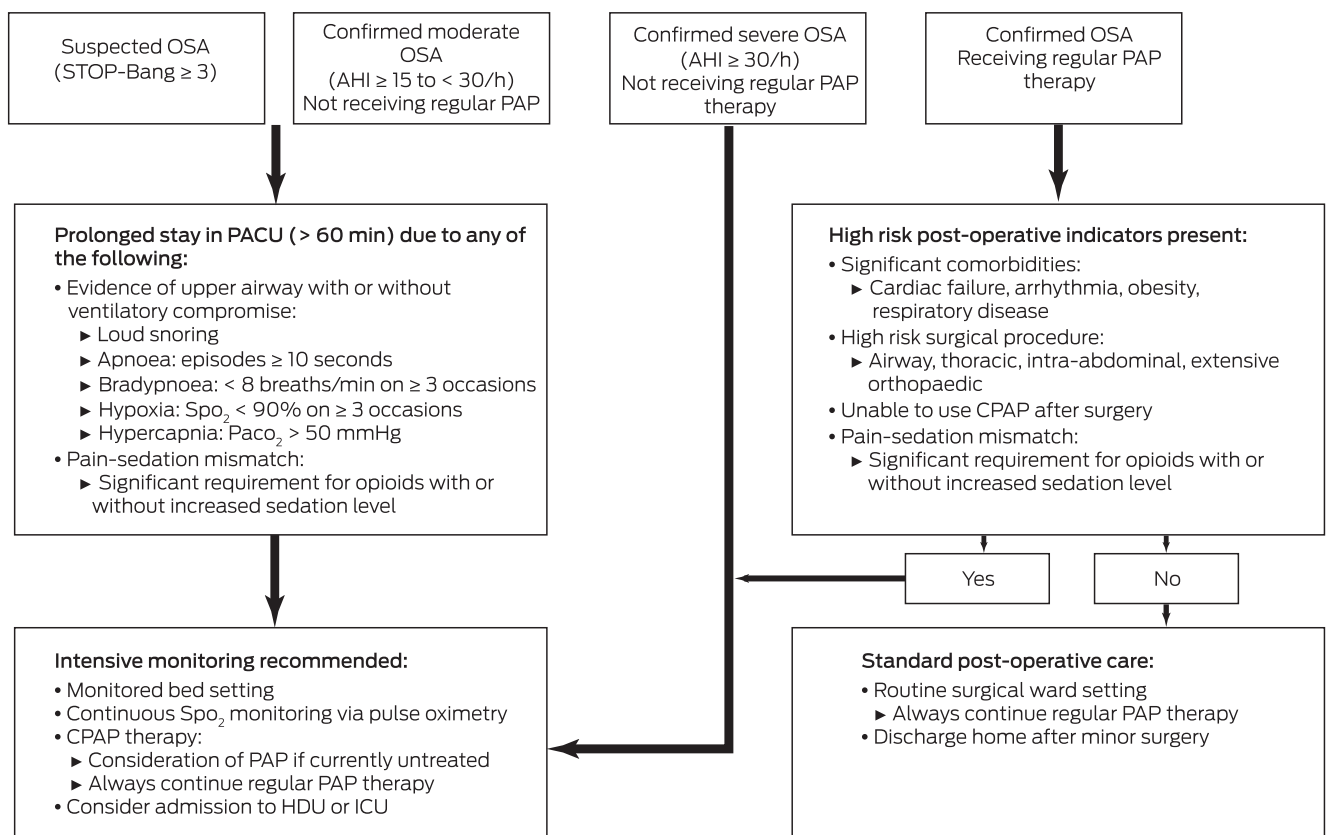 Suspected OSA
(STOP-Bang ≥ 3)
Confirmed moderate
OSA
(AHI ≥ 15 to < 30/h)
Not receiving regular PAP
Confirmed severe OSA
(AHI ≥ 30/h)
Not receiving regular PAP
therapy
Confirmed OSA
Receiving regular PAP
therapy
Prolonged stay in PACU (> 60 min) due to any of
the following:
• Evidence of upper airway with or without
ventilatory compromise:
► Loud snoring
► Apnoea: episodes ≥ 10 seconds
► Bradypnoea: < 8 breaths/min on ≥ 3 occasions
► Hypoxia: Spo₂ < 90% on ≥ 3 occasions
► Hypercapnia: Paco₂ > 50 mmHg
• Pain-sedation mismatch:
► Significant requirement for opioids with or
without increased sedation level
High risk post-operative indicators present:
• Significant comorbidities:
► Cardiac failure, arrhythmia, obesity,
respiratory disease
• High risk surgical procedure:
► Airway, thoracic, intra-abdominal, extensive
orthopaedic
• Unable to use CPAP after surgery
• Pain-sedation mismatch:
► Significant requirement for opioids with or
without increased sedation level
Yes
No
Intensive monitoring recommended:
• Monitored bed setting
• Continuous Spo₂ monitoring via pulse oximetry
• CPAP therapy:
► Consideration of PAP if currently untreated
► Always continue regular PAP therapy
• Consider admission to HDU or ICU
Standard post-operative care:
• Routine surgical ward setting
► Always continue regular PAP therapy
• Discharge home after minor surgery